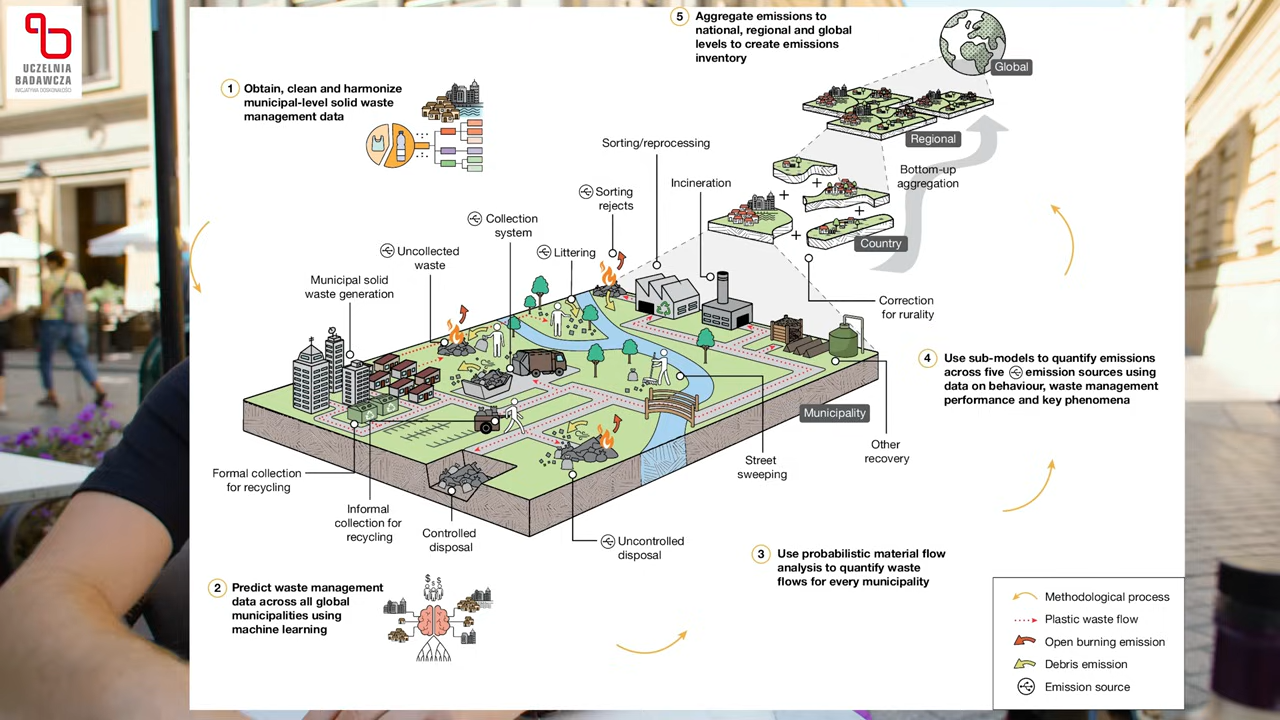 UCZELNIA
BADAWCZA
INICJATYWA DOSKONAŁOŚCI
1 Obtain, clean and harmonize
municipal-level solid waste
management data
5 Aggregate emissions to
national, regional and global
levels to create emissions
inventory
Global
Regional
Bottom-up
aggregation
Country
Sorting/reprocessing
Incineration
Sorting
rejects
Collection
system
Littering
Uncollected
waste
Municipal solid
waste generation
Correction
for rurality
4 Use sub-models to quantify emissions
across five emission sources using
data on behaviour, waste management
performance and key phenomena
Municipality
Other
recovery
Street
sweeping
Formal collection
for recycling
Informal
collection for
recycling
Controlled
disposal
Uncontrolled
disposal
3 Use probabilistic material flow
analysis to quantify waste
flows for every municipality
2 Predict waste management
data across all global
municipalities using
machine learning
$ $ $
Methodological process
Plastic waste flow
Open burning emission
Debris emission
Emission source